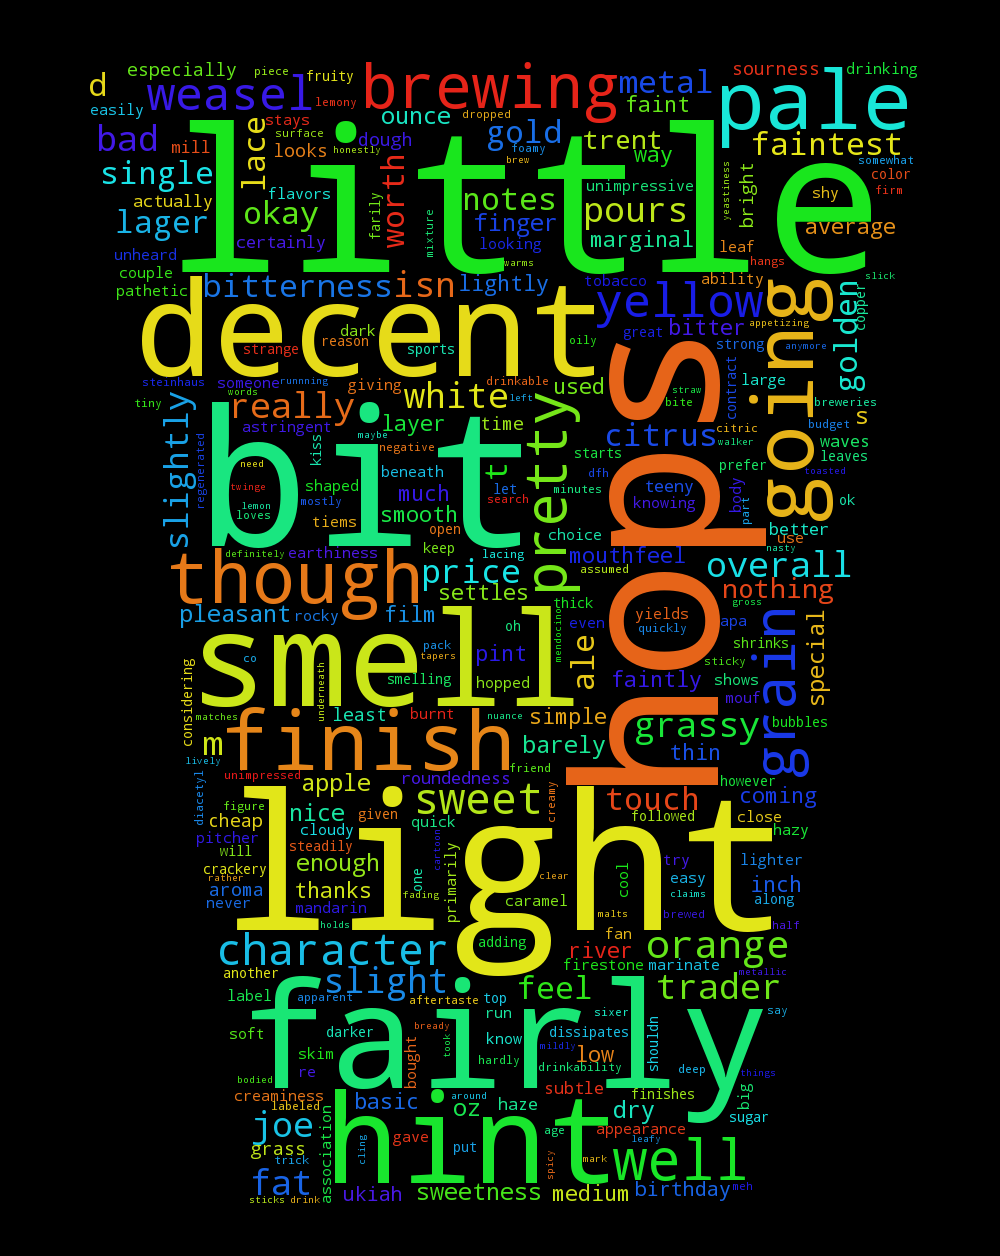 especially piece fruity sourness drinking
d weasel lemony brewing metal pale
easily stays ounce dropped faint
bad mill surface honestly dough foamy gold trent faintest
single looks lace brew way somewhat
little
actually flavors worth notes unimpressive yeastiness bright shy color firm
lager okay farily mixture finger pours average
unheard certainly looking marginal leaf hangs
couple warms tobacco ability slick
pathetic bitterness isn lightly yellow going golden copper
decent
strange dark reason sports oily great bitter appetizing strong anymore
steinhaus someone runnning words giving drinkable left used straw bite contract large breweries
tiny slightly really white pretty hops budget
astringent kiss maybe layer time citrus citric walker s waves
bit
regenerated need negative t starts prefer leaves
twinge shaped beneath let search minutes dfh teeny toasted
lemon loves mostly tiems much smooth open choice knowing body part ok
definitely earthiness keep lacing mouthfeel nasty use better
though price assumed overall
settles thick nothing gross
pleasant rocky film oh mendocino even yields quickly apa grain special
smell
co underneath pack tapers pint ale sticky shrinks
considering smelling hopped faintly shows mouf
matches least burnt nuance simple grassy bubbles
m finish barely thin
lively unimpressed friend
diacetyl apple roundedness creamy however coming
figure sweet touch
cheap nice given quick followed close hazy
pitcher cloudy cartoon
will steadily light try lighter
crackery enough one primarily clear cool easy
rather aroma thanks fading caramel claims inch along
never mandarin holds malts brewed half
character adding fan river orange
another firestone marinate metallic
slight feel trader
label apparent aftertaste top sixer say
soft darker bready run dissipates shouldn
skim bought took know mildly low
fairly
bodied re hardly drinkability deep things
creaminess around subtle finishes big
labeled basic oz haze dry sugar
joe hint
association gave age appearance leafy
grass cling put well
trick spicy mark
fat ukiah sweetness medium birthday meh
sticks drink